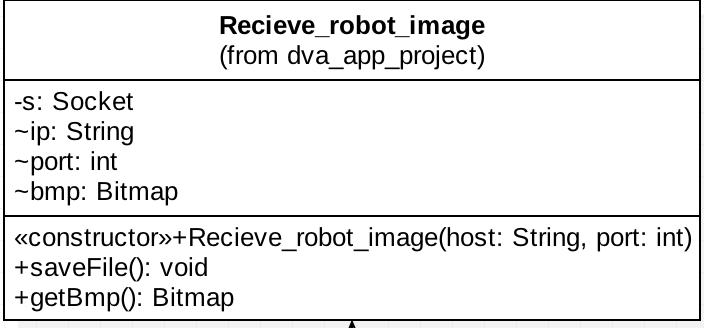 Recieve_robot_image
(from dva_app_project)
-s: Socket
~ip: String
~port: int
~bmp: Bitmap
«constructor»+Recieve_robot_image(host: String, port: int)
+saveFile(): void
+getBmp(): Bitmap